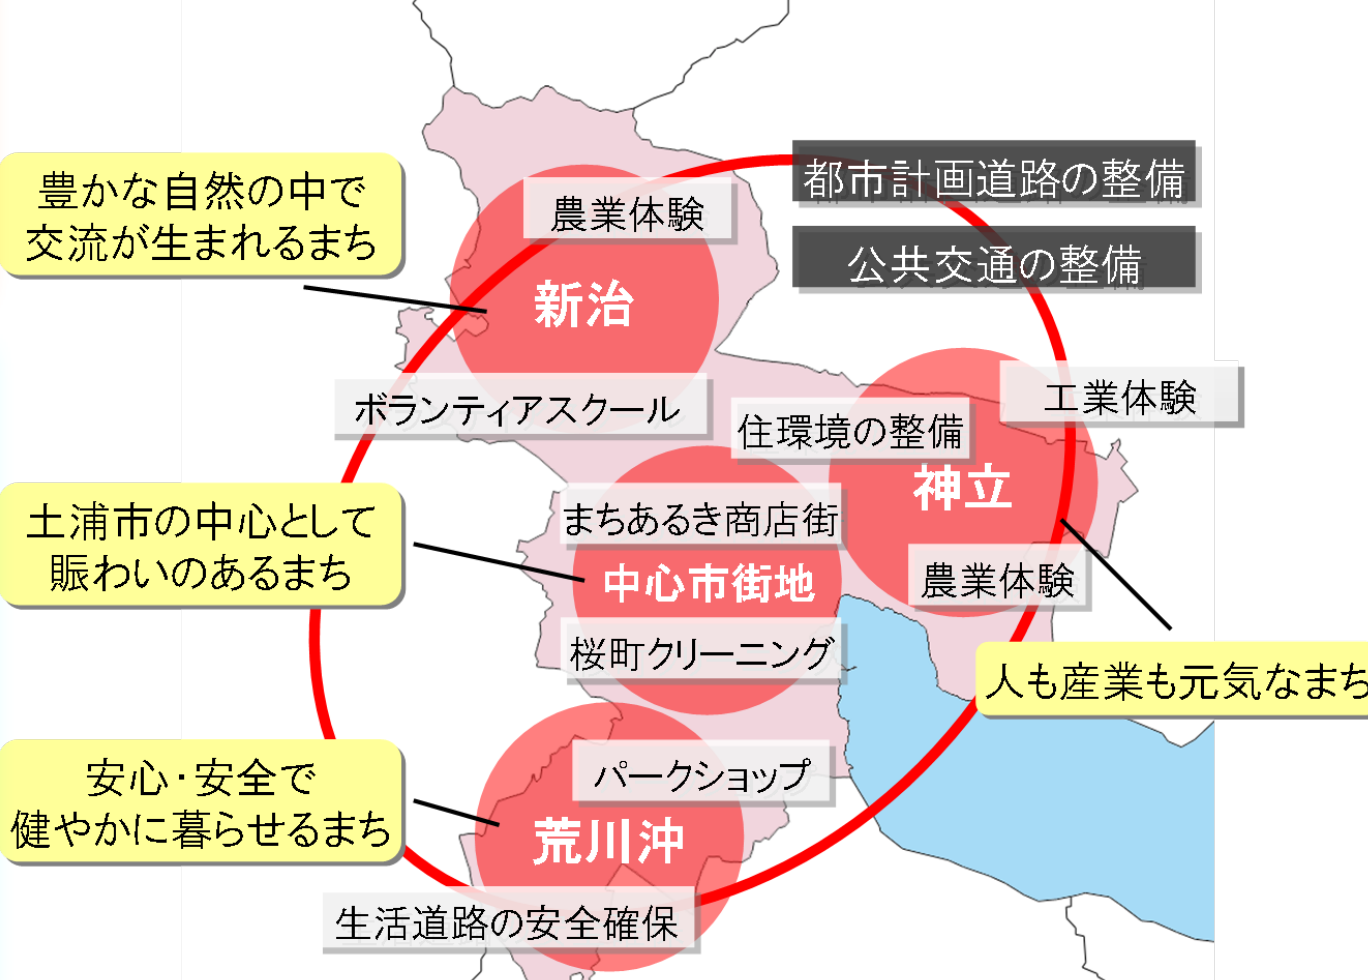 都市計画道路の整備
公共交通の整備
豊かな自然の中で
交流が生まれるまち
農業体験
新治
ボランティアスクール
工業体験
住環境の整備
神立
農業体験
人も産業も元気なまち
土浦市の中心として
賑わいのあるまち
まちあるき商店街
中心市街地
桜町クリーニング
安心・安全で
健やかに暮らせるまち
パークショップ
荒川沖
生活道路の安全確保